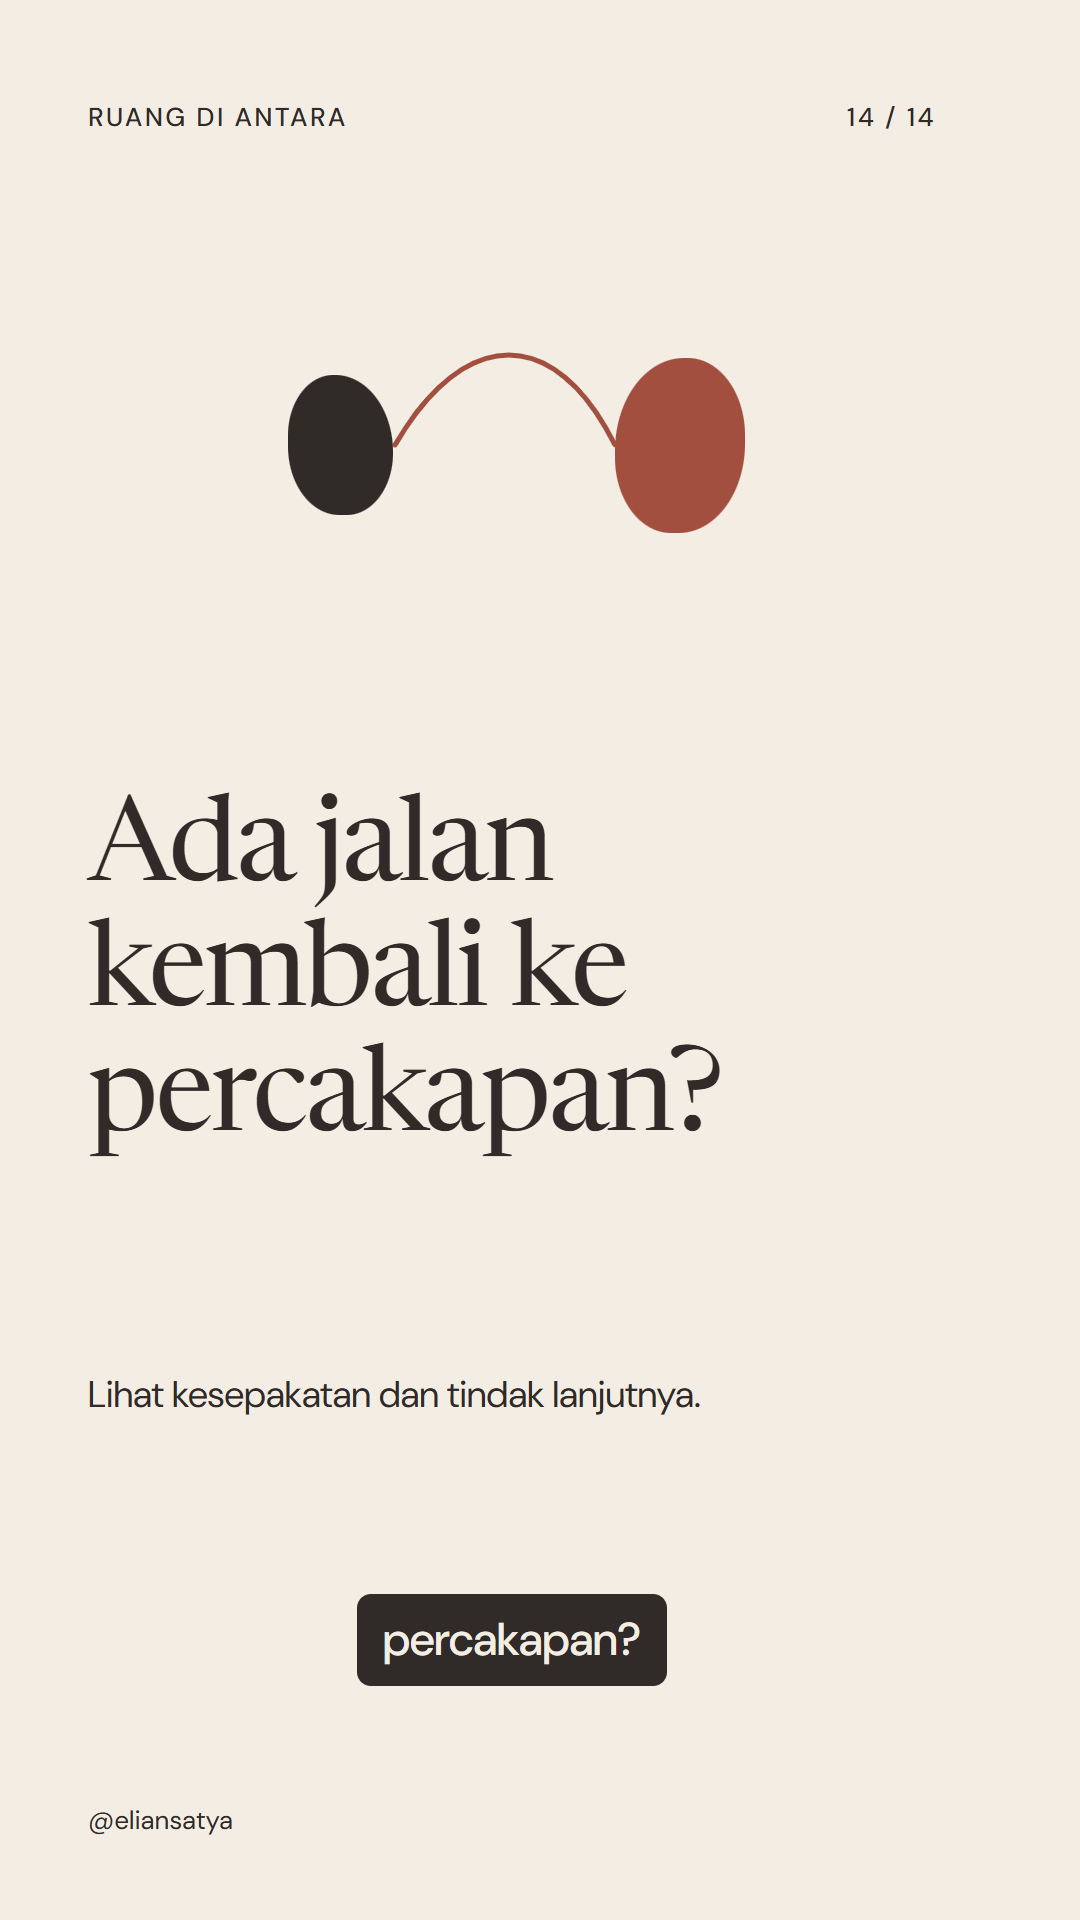 RUANG DI ANTARA
14 / 14
Ada jalan
kembali ke
percakapan?
Lihat kesepakatan dan tindak lanjutnya.
percakapan?
@eliansatya